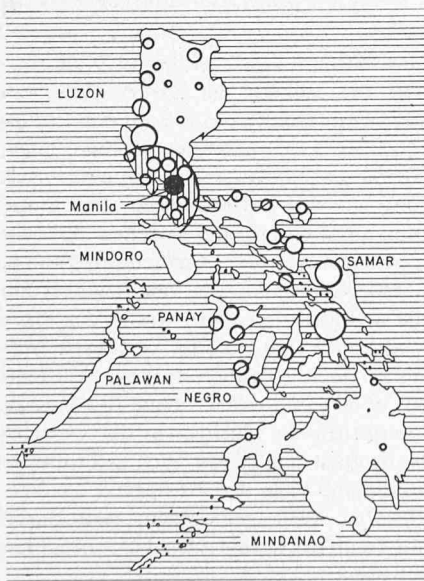 LUZON
Manila
MINDORO
SAMAR
PANAY
PALAWAN
NEGRO
MINDANAO